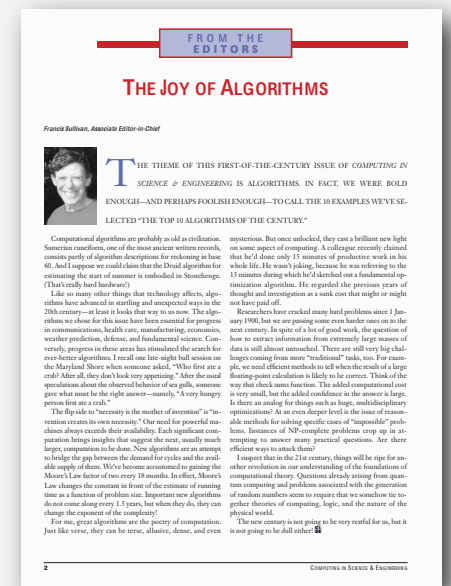 FROM THE
EDITORS
THE JOY OF ALGORITHMS
Francis Sullivan, Associate Editor-in-Chief
THE THEME OF THIS FIRST-OF-THE-CENTURY ISSUE OF COMPUTING IN
SCIENCE & ENGINEERING IS ALGORITHMS. IN FACT, WE WERE BOLD
ENOUGH—AND PERHAPS FOOLISH ENOUGH—TO CALL THE 10 EXAMPLES WE'VE SE-
LECTED "THE TOP 10 ALGORITHMS OF THE CENTURY."
Computational algorithms are probably as old as civilization.
Sumerian cuneiform, one of the most ancient written records,
consists partly of algorithm descriptions for reckoning in base
60. And I suppose we could claim that the Druid algorithm for
estimating the start of summer is embodied in Stonehenge.
(That's really hard hardware!)
Like so many other things that technology affects, algo-
rithms have advanced in startling and unexpected ways in the
20th century—at least it looks that way to us now. The algo-
rithms we chose for this issue have been essential for progress
in communications, health care, manufacturing, economics,
weather prediction, defense, and fundamental science. Con-
versely, progress in these areas has stimulated the search for
ever-better algorithms. I recall one late-night bull session on
the Maryland Shore when someone asked, "Who first ate a
crab? After all, they don't look very appetizing." After the usual
speculations about the observed behavior of sea gulls, someone
gave what must be the right answer—namely, "A very hungry
person first ate a crab."
The flip side to "necessity is the mother of invention" is "in-
vention creates its own necessity." Our need for powerful ma-
chines always exceeds their availability. Each significant com-
putation brings insights that suggest the next, usually much
larger, computation to be done. New algorithms are an attempt
to bridge the gap between the demand for cycles and the avail-
able supply of them. We've become accustomed to gaining the
Moore's Law factor of two every 18 months. In effect, Moore's
Law changes the constant in front of the estimate of running
time as a function of problem size. Important new algorithms
do not come along every 1.5 years, but when they do, they can
change the exponent of the complexity!
For me, great algorithms are the poetry of computation.
Just like verse, they can be terse, allusive, dense, and even
mysterious. But once unlocked, they cast a brilliant new light
on some aspect of computing. A colleague recently claimed
that he'd done only 15 minutes of productive work in his
whole life. He wasn't joking, because he was referring to the
15 minutes during which he'd sketched out a fundamental op-
timization algorithm. He regarded the previous years of
thought and investigation as a sunk cost that might or might
not have paid off.
Researchers have cracked many hard problems since 1 Jan-
uary 1900, but we are passing some even harder ones on to the
next century. In spite of a lot of good work, the question of
how to extract information from extremely large masses of
data is still almost untouched. There are still very big chal-
lenges coming from more "traditional" tasks, too. For exam-
ple, we need efficient methods to tell when the result of a large
floating-point calculation is likely to be correct. Think of the
way that check sums function. The added computational cost
is very small, but the added confidence in the answer is large.
Is there an analog for things such as huge, multidisciplinary
optimizations? At an even deeper level is the issue of reason-
able methods for solving specific cases of "impossible" prob-
lems. Instances of NP-complete problems crop up in at-
tempting to answer many practical questions. Are there
efficient ways to attack them?
I suspect that in the 21st century, things will be ripe for an-
other revolution in our understanding of the foundations of
computational theory. Questions already arising from quan-
tum computing and problems associated with the generation
of random numbers seem to require that we somehow tie to-
gether theories of computing, logic, and the nature of the
physical world.
The new century is not going to be very restful for us, but it
is not going to be dull either!
2
COMPUTING IN SCIENCE & ENGINEERING